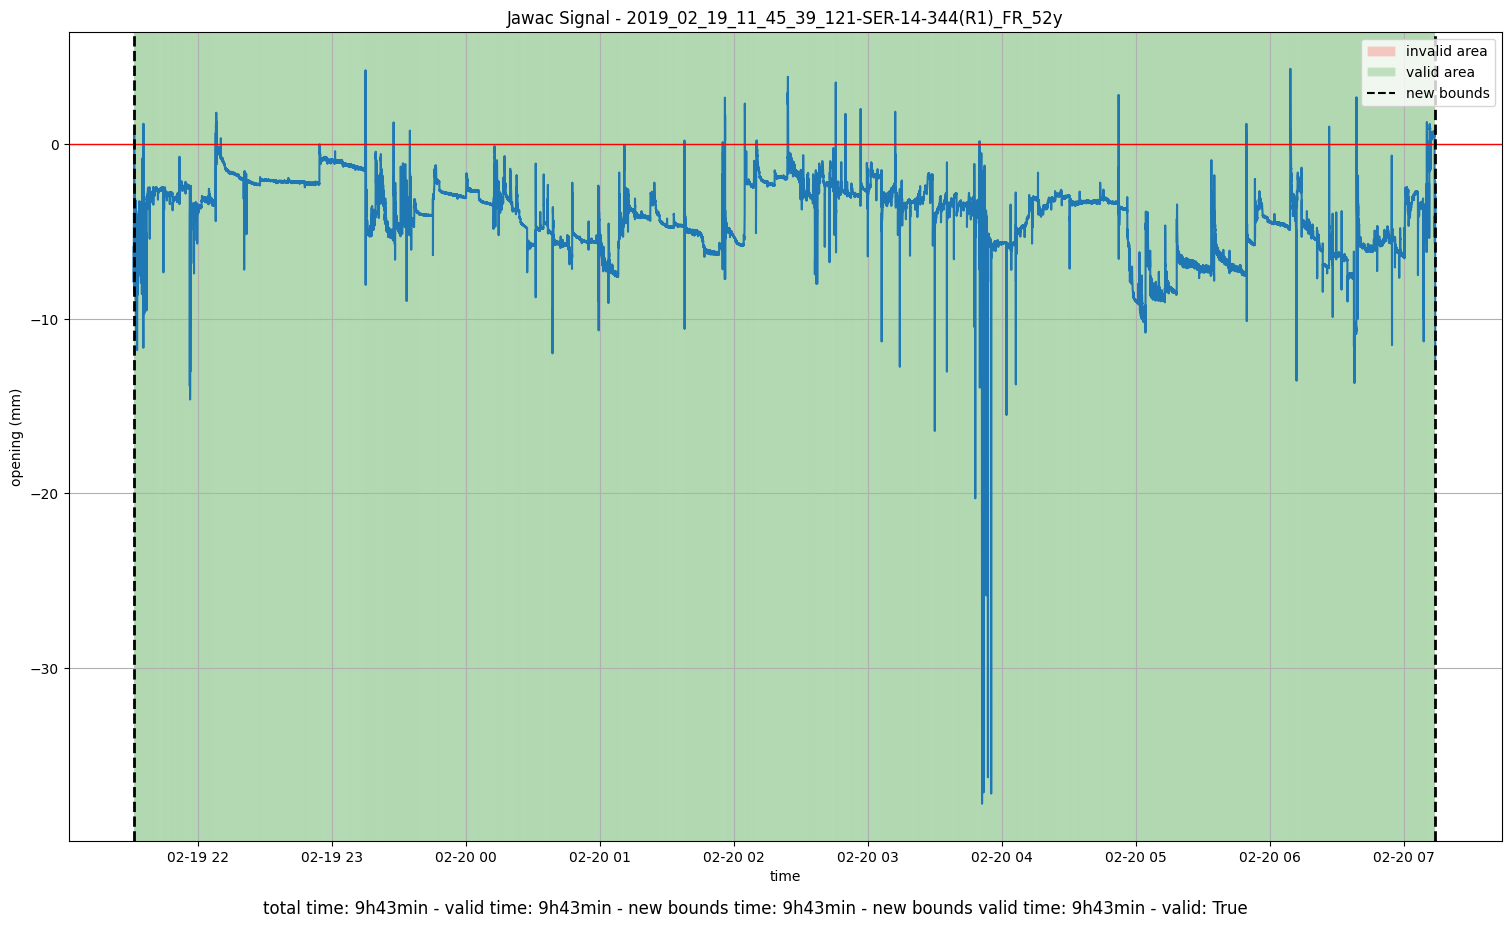 Jawac Signal - 2019_02_19_11_45_39_121-SER-14-344(R1)_FR_52y
invalid area
valid area
new bounds
opening (mm)
0
−10
−20
−30
02-19 22
02-19 23
02-20 00
02-20 01
02-20 02
02-20 03
02-20 04
02-20 05
02-20 06
02-20 07
time
total time: 9h43min - valid time: 9h43min - new bounds time: 9h43min - new bounds valid time: 9h43min - valid: True